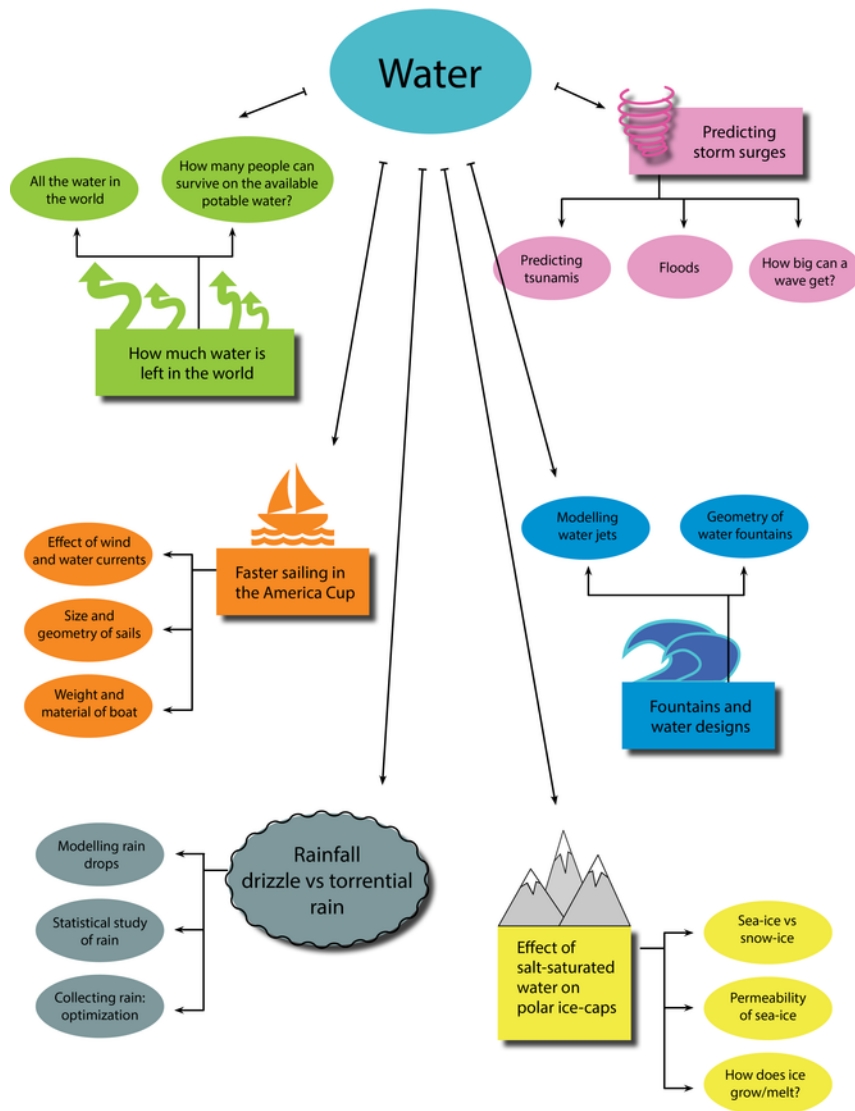 Water
Predicting
storm surges
How many people can
survive on the available
potable water?
All the water in
the world
Predicting
tsunamis
Floods
How big can a
wave get?
How much water is
left in the world
Modelling
water jets
Geometry of
water fountains
Effect of wind
and water currents
Faster sailing in
the America Cup
Size and
geometry of sails
Weight and
material of boat
Fountains and
water designs
Modelling rain
drops
Rainfall
drizzle vs torrential
rain
Statistical study
of rain
Collecting rain:
optimization
Effect of
salt-saturated
water on
polar ice-caps
Sea-ice vs
snow-ice
Permeability
of sea-ice
How does ice
grow/melt?